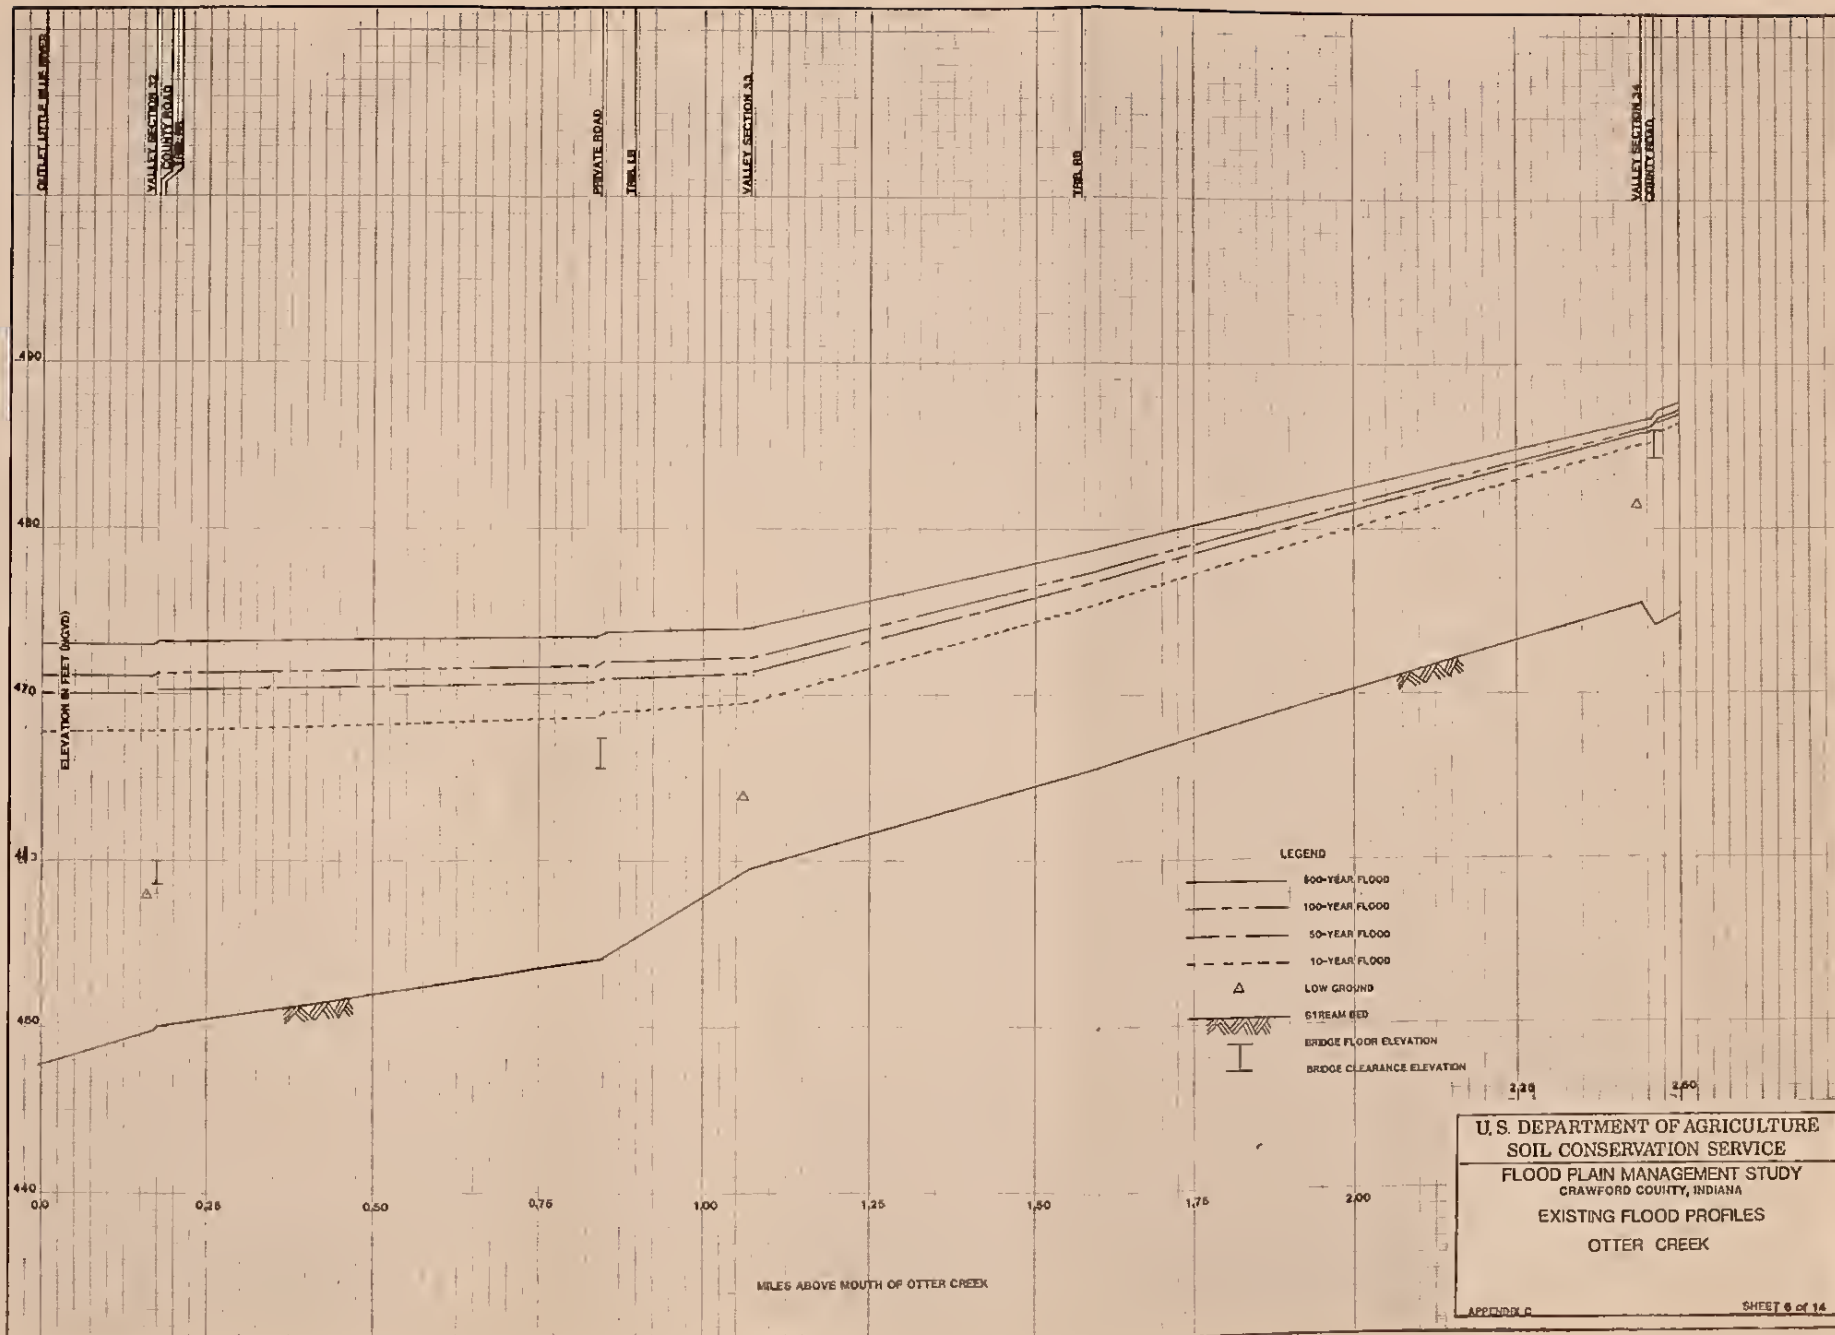 OUTLET LITTLE BLUE RIVER
VALLEY SECTION 32
COUNTY ROAD
PRIVATE ROAD
VALLEY SECTION 33
VALLEY SECTION 34
COUNTY ROAD
490
480
ELEVATION IN FEET (NGVD)
470
450
440
0.0
0.25
0.50
0.75
1.00
1.25
1.50
1.75
2.00
2.25
2.50
MILES ABOVE MOUTH OF OTTER CREEK
LEGEND
500-YEAR FLOOD
100-YEAR FLOOD
50-YEAR FLOOD
10-YEAR FLOOD
LOW GROUND
STREAM BED
BRIDGE FLOOR ELEVATION
BRIDGE CLEARANCE ELEVATION
U.S. DEPARTMENT OF AGRICULTURE
SOIL CONSERVATION SERVICE
FLOOD PLAIN MANAGEMENT STUDY
CRAWFORD COUNTY, INDIANA
EXISTING FLOOD PROFILES
OTTER CREEK
APPENDIX C
SHEET 6 of 14